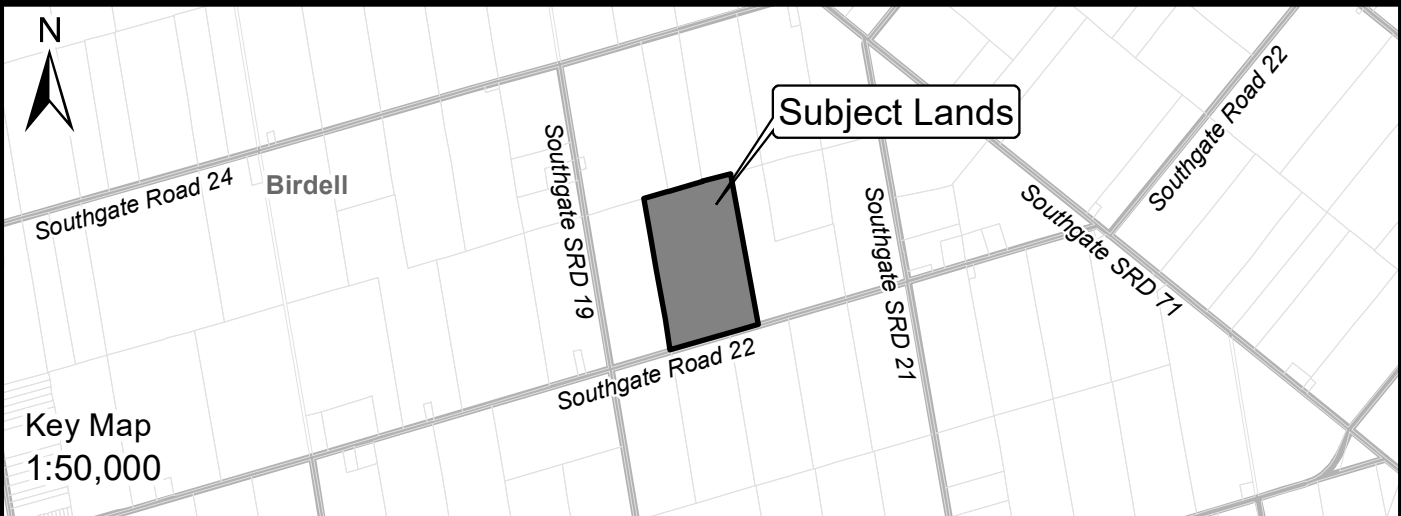 N
Subject Lands
Southgate Road 22
Southgate SRD 19
Birdell
Southgate Road 24
Southgate SRD 21
Southgate SRD 71
Southgate Road 22
Key Map
1:50,000